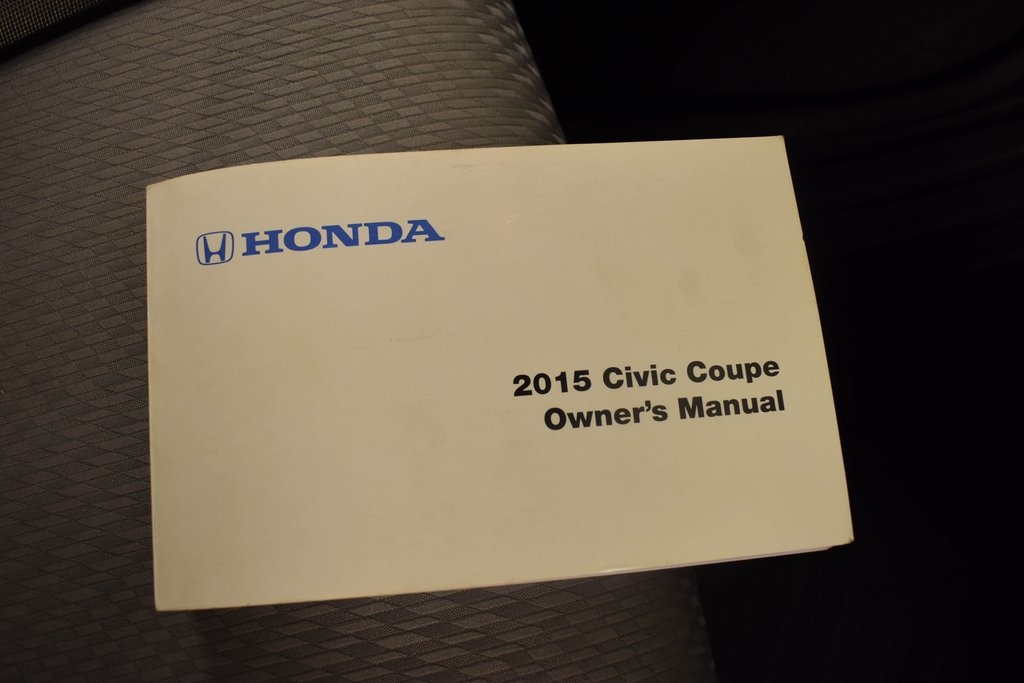 HONDA
2015 Civic Coupe
Owner's Manual